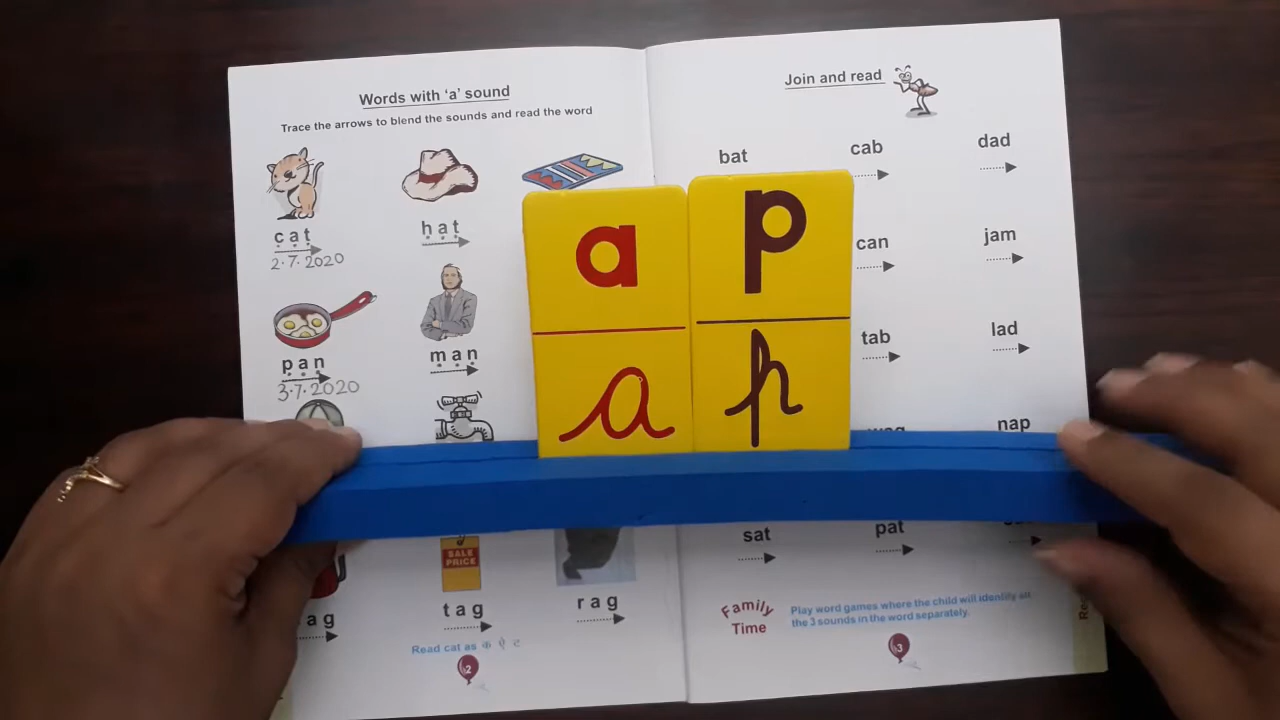 Words with ‘a’ sound
Trace the arrows to blend the sounds and read the word
cat
hat
2.7.2020
pan
man
3.7.2020
ag
tag
rag
SALE
PRICE
Read cat as क ऐ ट
2
Join and read
bat
cab
dad
can
jam
tab
lad
nap
sat
pat
Family
Time
Play word games where the child will identify all
the 3 sounds in the word separately.
3
a
p
a
p